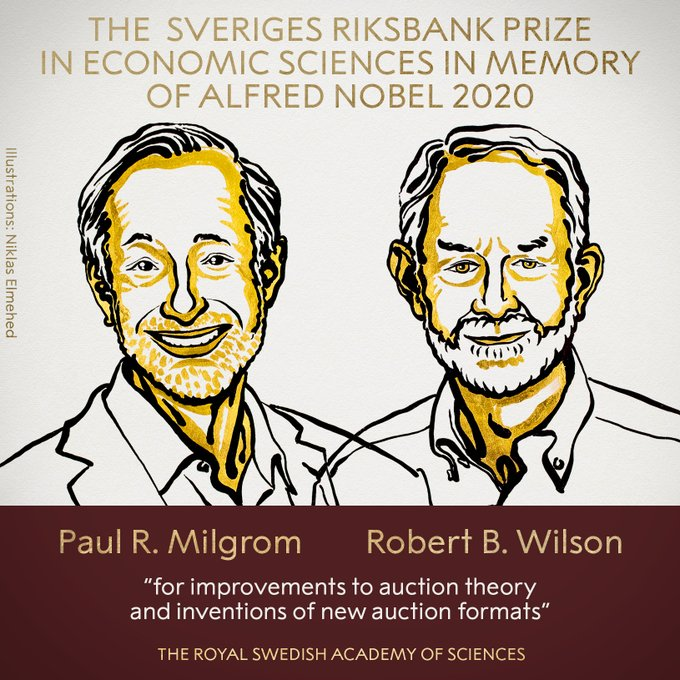 THE SVERIGES RIKSBANK PRIZE
IN ECONOMIC SCIENCES IN MEMORY
OF ALFRED NOBEL 2020
Illustrations: Niklas Elmehed
Paul R. Milgrom
Robert B. Wilson
“for improvements to auction theory
and inventions of new auction formats”
THE ROYAL SWEDISH ACADEMY OF SCIENCES